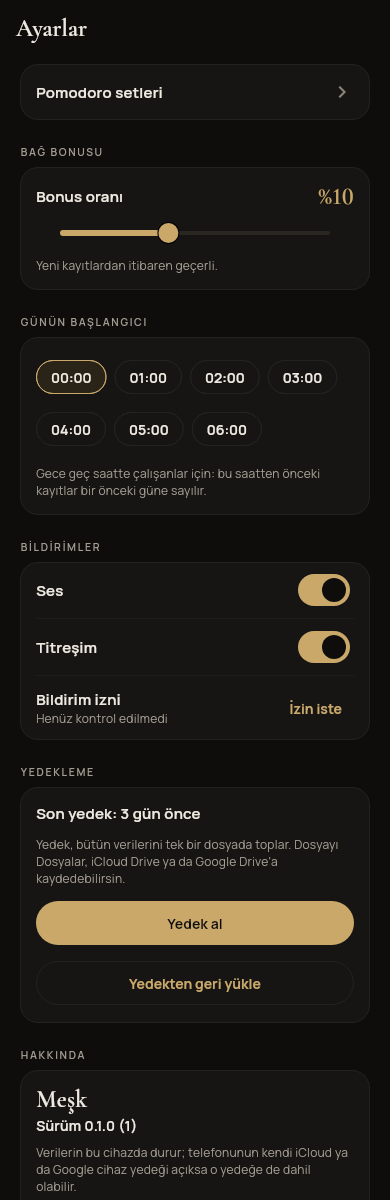 Ayarlar
Pomodoro setleri
BAĞ BONUSU
Bonus oranı %10
Yeni kayıtlardan itibaren geçerli.
GÜNÜN BAŞLANGICI
00:00 01:00 02:00 03:00
04:00 05:00 06:00
Gece geç saatte çalışanlar için: bu saatten önceki
kayıtlar bir önceki güne sayılır.
BİLDİRİMLER
Ses
Titreşim
Bildirim izni
Henüz kontrol edilmedi
İzin iste
YEDEKLEME
Son yedek: 3 gün önce
Yedek, bütün verilerini tek bir dosyada toplar. Dosyayı
Dosyalar, iCloud Drive ya da Google Drive'a
kaydedebilirsin.
Yedek al
Yedekten geri yükle
HAKKINDA
Meşk
Sürüm 0.1.0 (1)
Verilerin bu cihazda durur; telefonunun kendi iCloud ya
da Google cihaz yedeği açıksa o yedeğe de dahil
olabilir.